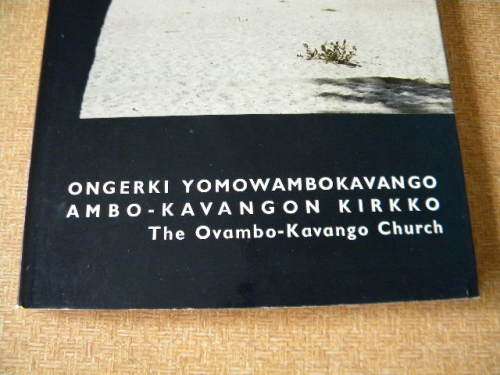 ONGERKI YOMOWAMBOKAVANGO
AMBO-KAVANGON KIRKKO
The Ovambo-Kavango Church